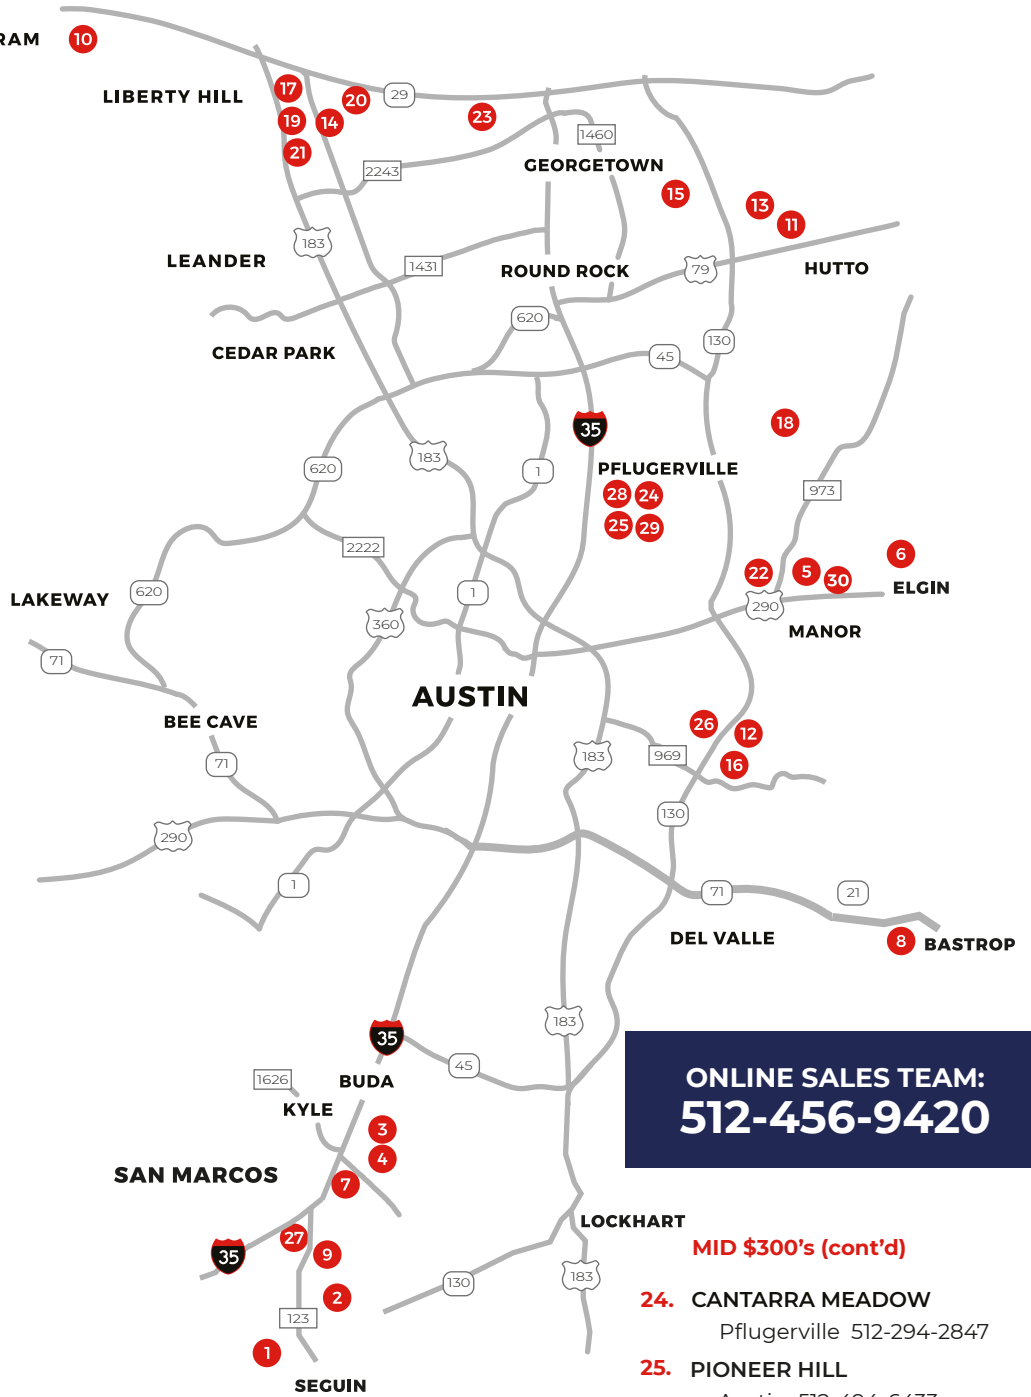 RAM
10
LIBERTY HILL
17
20
29
19
14
23
21
1460
2243
GEORGETOWN
15
13
11
183
LEANDER
1431
ROUND ROCK
79
HUTTO
620
130
CEDAR PARK
45
35
18
183
620
1
PFLUGERVILLE
28
24
973
25
29
2222
6
22
5
30
ELGIN
LAKEWAY
620
1
290
360
MANOR
71
AUSTIN
BEE CAVE
26
12
183
969
16
71
130
290
1
71
21
DEL VALLE
8
BASTROP
183
35
45
1626
BUDA
KYLE
ONLINE SALES TEAM:
512-456-9420
3
4
SAN MARCOS
7
LOCKHART
27
35
9
MID $300's (cont'd)
130
183
2
24. CANTARRA MEADOW
Pflugerville 512-294-2847
123
1
25. PIONEER HILL
SEGUIN